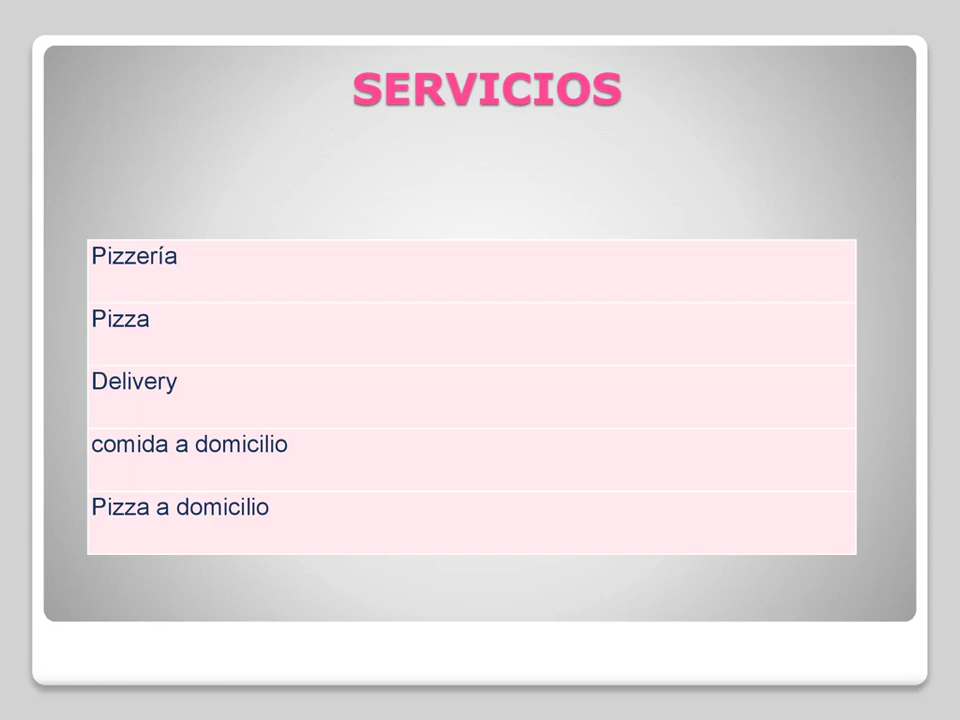 SERVICIOS
Pizzería
Pizza
Delivery
comida a domicilio
Pizza a domicilio